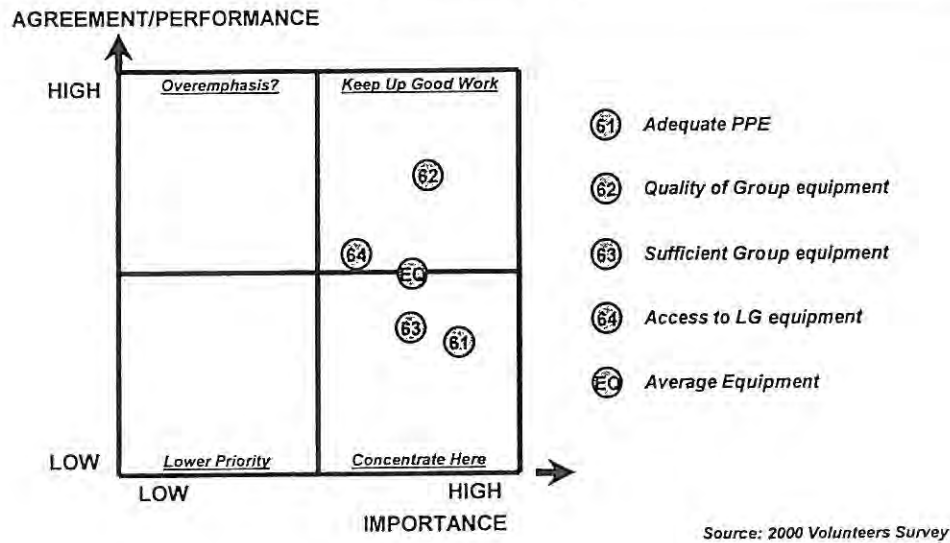 AGREEMENT/PERFORMANCE
HIGH
Overemphasis?
Keep Up Good Work
62
64
EQ
63
61
LOW
Lower Priority
Concentrate Here
LOW
HIGH
IMPORTANCE
61 Adequate PPE
62 Quality of Group equipment
63 Sufficient Group equipment
64 Access to LG equipment
EQ Average Equipment
Source: 2000 Volunteers Survey